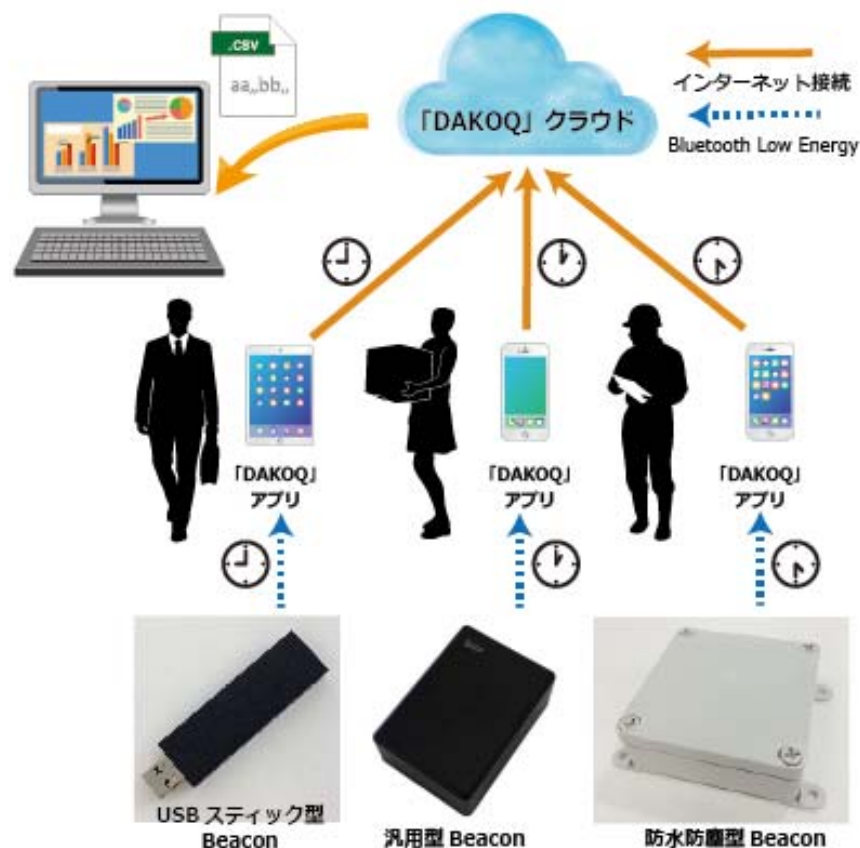 .CSV
aa,,bb,,
「DAKOQ」クラウド
インターネット接続
Bluetooth Low Energy
「DAKOQ」
アプリ
「DAKOQ」
アプリ
「DAKOQ」
アプリ
USB スティック型
Beacon
汎用型 Beacon
防水防塵型 Beacon